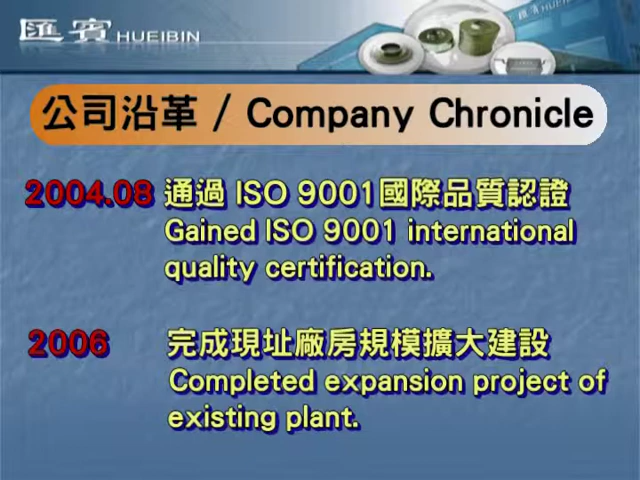 匯賓 HUEIBIN
公司沿革 / Company Chronicle
2004.08 通過 ISO 9001國際品質認證
Gained ISO 9001 international
quality certification.
2006 完成現址廠房規模擴大建設
Completed expansion project of
existing plant.